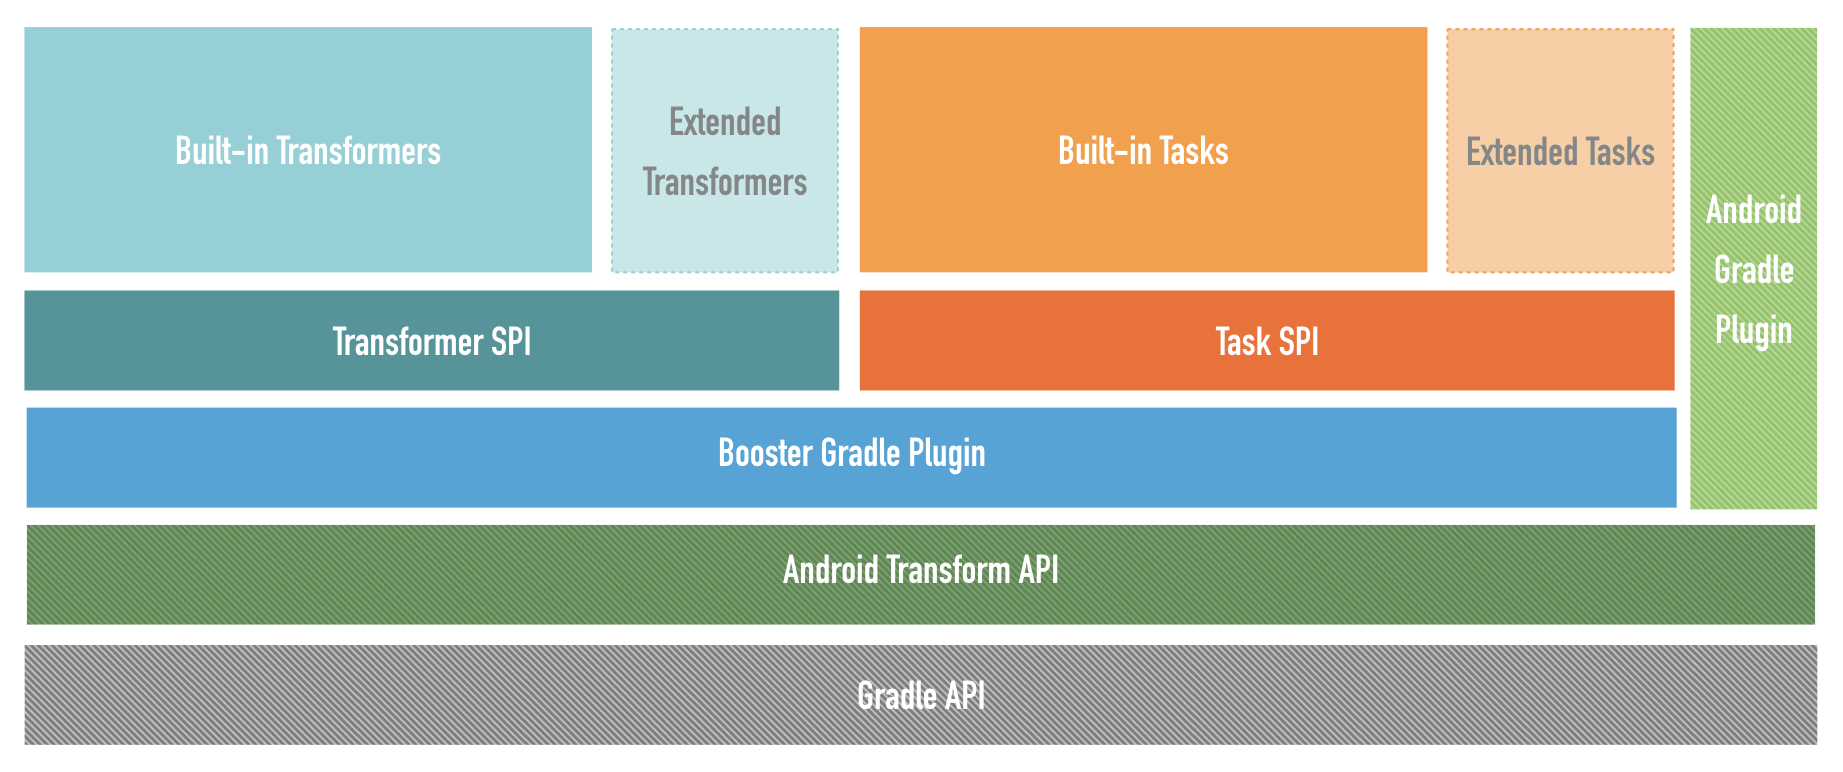 Built-in Transformers
Extended
Transformers
Built-in Tasks
Extended Tasks
Android
Gradle
Plugin
Transformer SPI
Task SPI
Booster Gradle Plugin
Android Transform API
Gradle API